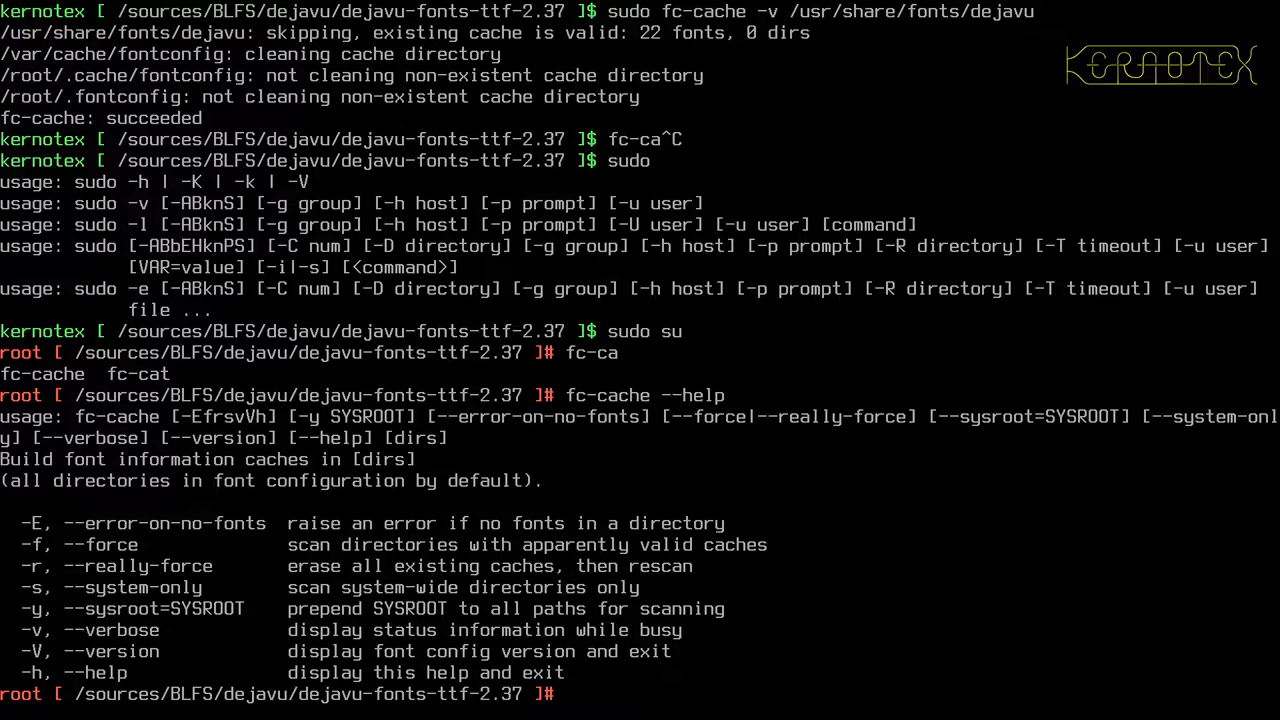 kernotex [ /sources/BLFS/dejavu/dejavu-fonts-ttf-2.37 ]$ sudo fc-cache -v /usr/share/fonts/dejavu
/usr/share/fonts/dejavu: skipping, existing cache is valid: 22 fonts, 0 dirs
/var/cache/fontconfig: cleaning cache directory
KERNOTEX
/root/.cache/fontconfig: not cleaning non-existent cache directory
/root/.fontconfig: not cleaning non-existent cache directory
fc-cache: succeeded
kernotex [ /sources/BLFS/dejavu/dejavu-fonts-ttf-2.37 ]$ fc-ca^C
kernotex [ /sources/BLFS/dejavu/dejavu-fonts-ttf-2.37 ]$ sudo
usage: sudo -h | -K | -k | -V
usage: sudo -v [-ABknS] [-g group] [-h host] [-p prompt] [-u user]
usage: sudo -l [-ABknS] [-g group] [-h host] [-p prompt] [-U user] [-u user] [command]
usage: sudo [-ABbEHknPS] [-C num] [-D directory] [-g group] [-h host] [-p prompt] [-R directory] [-T timeout] [-u user]
            [VAR=value] [-i|-s] [<command>]
usage: sudo -e [-ABknS] [-C num] [-D directory] [-g group] [-h host] [-p prompt] [-R directory] [-T timeout] [-u user]
            file ...
kernotex [ /sources/BLFS/dejavu/dejavu-fonts-ttf-2.37 ]$ sudo su
root [ /sources/BLFS/dejavu/dejavu-fonts-ttf-2.37 ]# fc-ca
fc-cache  fc-cat
root [ /sources/BLFS/dejavu/dejavu-fonts-ttf-2.37 ]# fc-cache --help
usage: fc-cache [-EfrsvVh] [-y SYSROOT] [--error-on-no-fonts] [--force|--really-force] [--sysroot=SYSROOT] [--system-onl
y] [--verbose] [--version] [--help] [dirs]
Build font information caches in [dirs]
(all directories in font configuration by default).
  -E, --error-on-no-fonts  raise an error if no fonts in a directory
  -f, --force              scan directories with apparently valid caches
  -r, --really-force       erase all existing caches, then rescan
  -s, --system-only        scan system-wide directories only
  -y, --sysroot=SYSROOT    prepend SYSROOT to all paths for scanning
  -v, --verbose            display status information while busy
  -V, --version            display font config version and exit
  -h, --help               display this help and exit
root [ /sources/BLFS/dejavu/dejavu-fonts-ttf-2.37 ]#